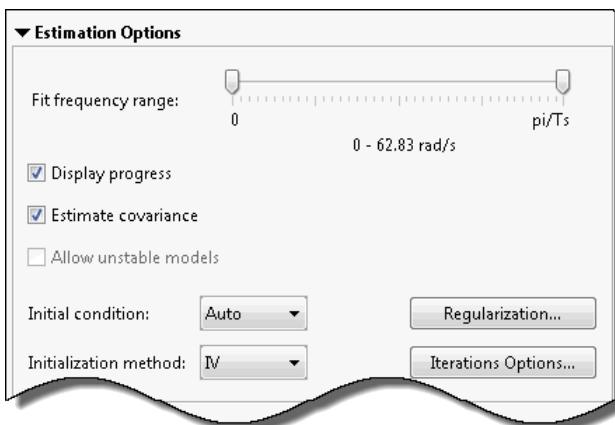 Estimation Options
Fit frequency range:
0 pi/Ts
0 - 62.83 rad/s
Display progress
Estimate covariance
Allow unstable models
Initial condition: Auto Regularization...
Initialization method: IV Iterations Options...